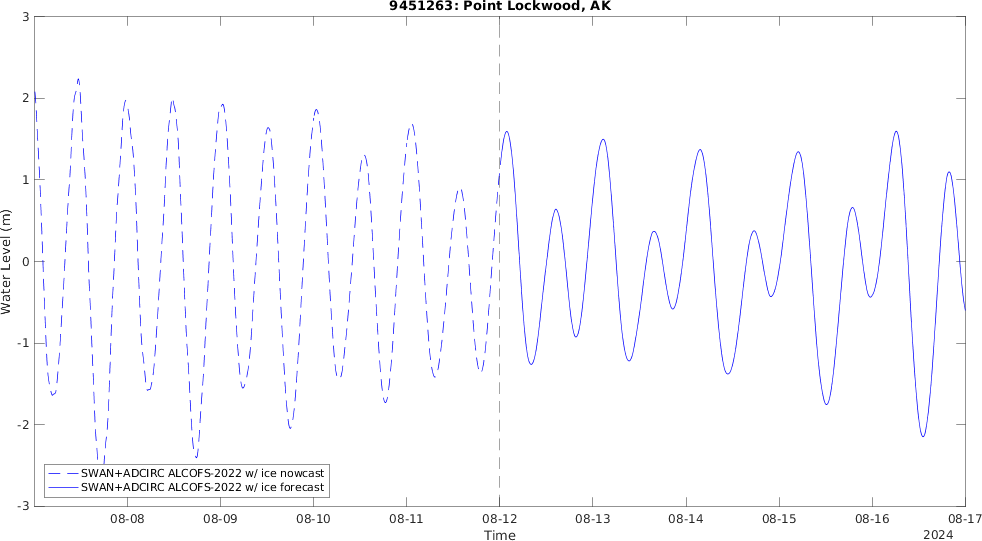 9451263: Point Lockwood, AK
3
2
1
0
-1
-2
-3
Water Level (m)
SWAN+ADCIRC ALCOFS-2022 w/ ice nowcast
SWAN+ADCIRC ALCOFS-2022 w/ ice forecast
08-08 08-09 08-10 08-11 08-12 08-13 08-14 08-15 08-16 08-17
Time
2024